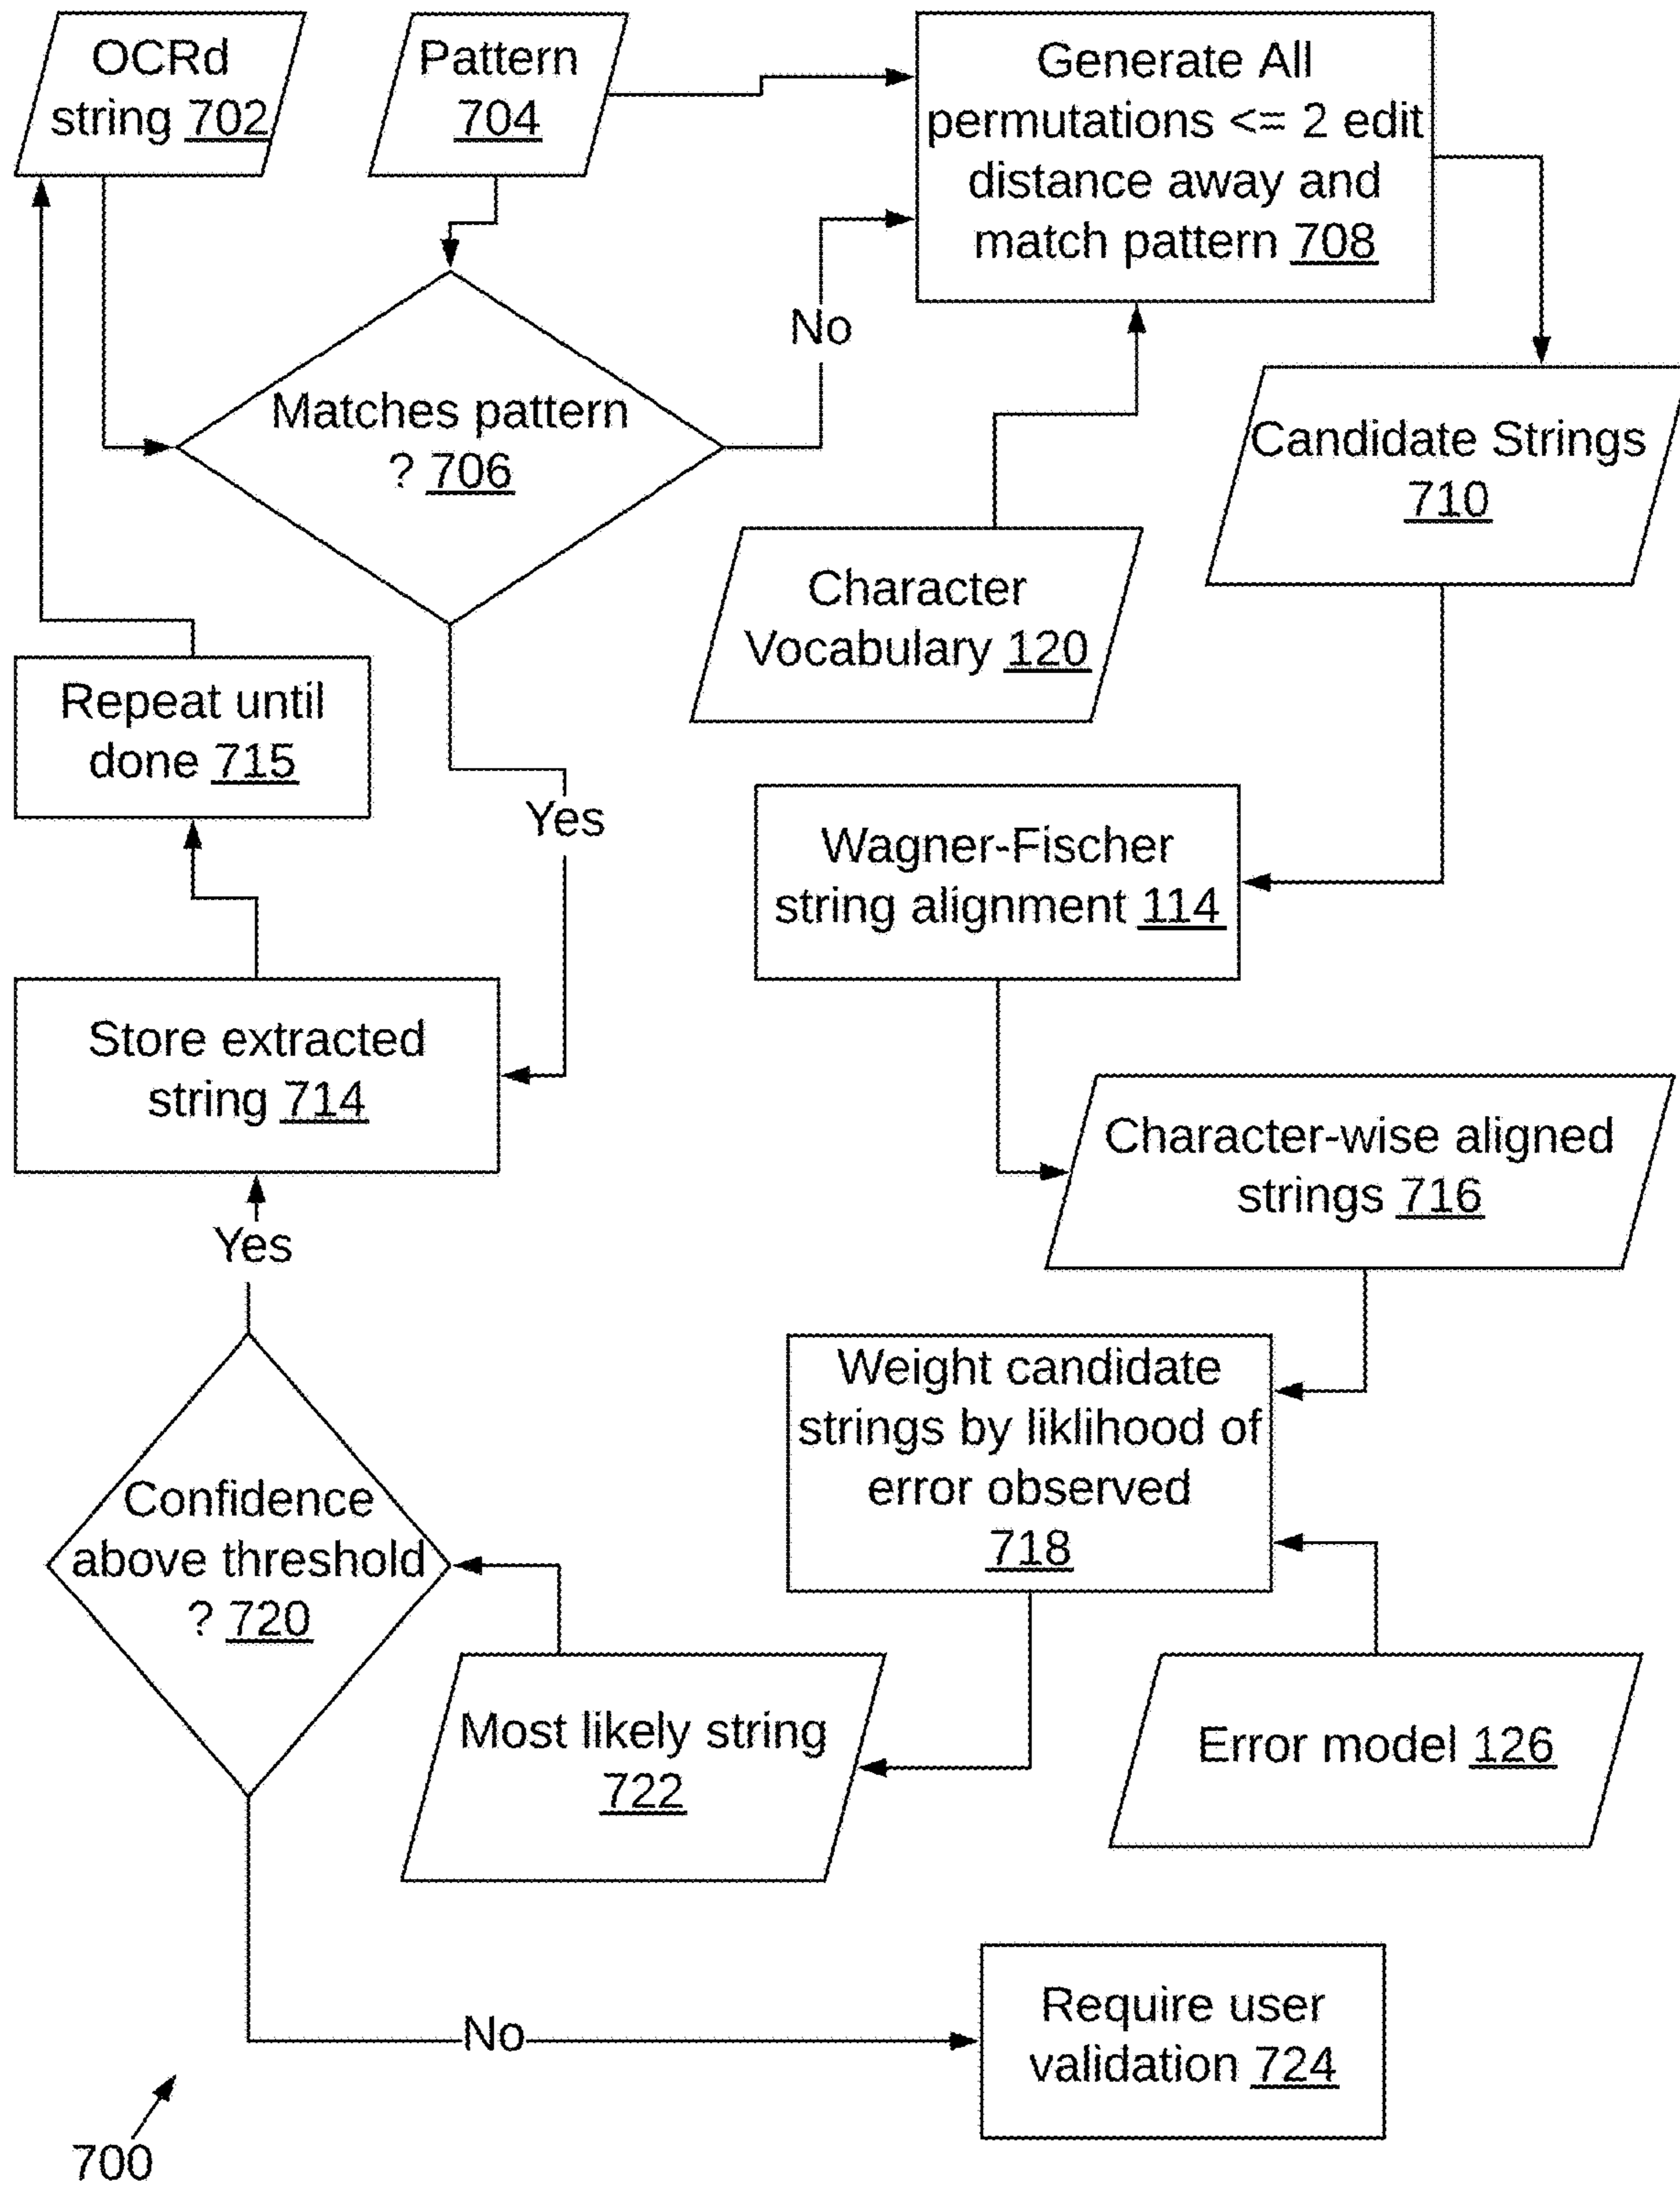 OCRd
string 702
Pattern
704
Generate All
permutations <= 2 edit
distance away and
match pattern 708
No
Matches pattern
? 706
Candidate Strings
710
Character
Vocabulary 120
Repeat until
done 715
Yes
Wagner-Fischer
string alignment 114
Store extracted
string 714
Character-wise aligned
strings 716
Yes
Weight candidate
strings by liklihood of
error observed
718
Confidence
above threshold
? 720
Most likely string
722
Error model 126
No
Require user
validation 724
700